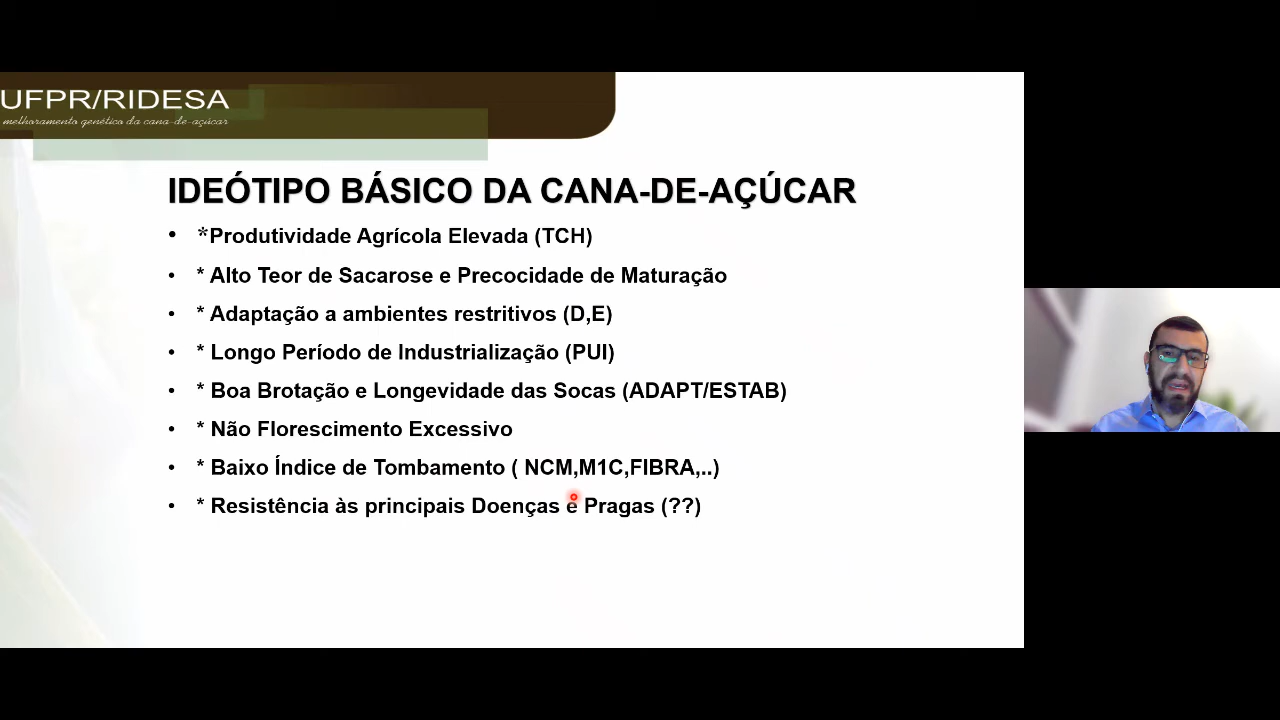 UFPR/RIDESA
melhoramento genético da cana-de-açúcar
IDEÓTIPO BÁSICO DA CANA-DE-AÇÚCAR
• *Produtividade Agrícola Elevada (TCH)
• * Alto Teor de Sacarose e Precocidade de Maturação
• * Adaptação a ambientes restritivos (D,E)
• * Longo Período de Industrialização (PUI)
• * Boa Brotação e Longevidade das Socas (ADAPT/ESTAB)
• * Não Florescimento Excessivo
• * Baixo Índice de Tombamento ( NCM,M1C,FIBRA,..)
• * Resistência às principais Doenças e Pragas (??)